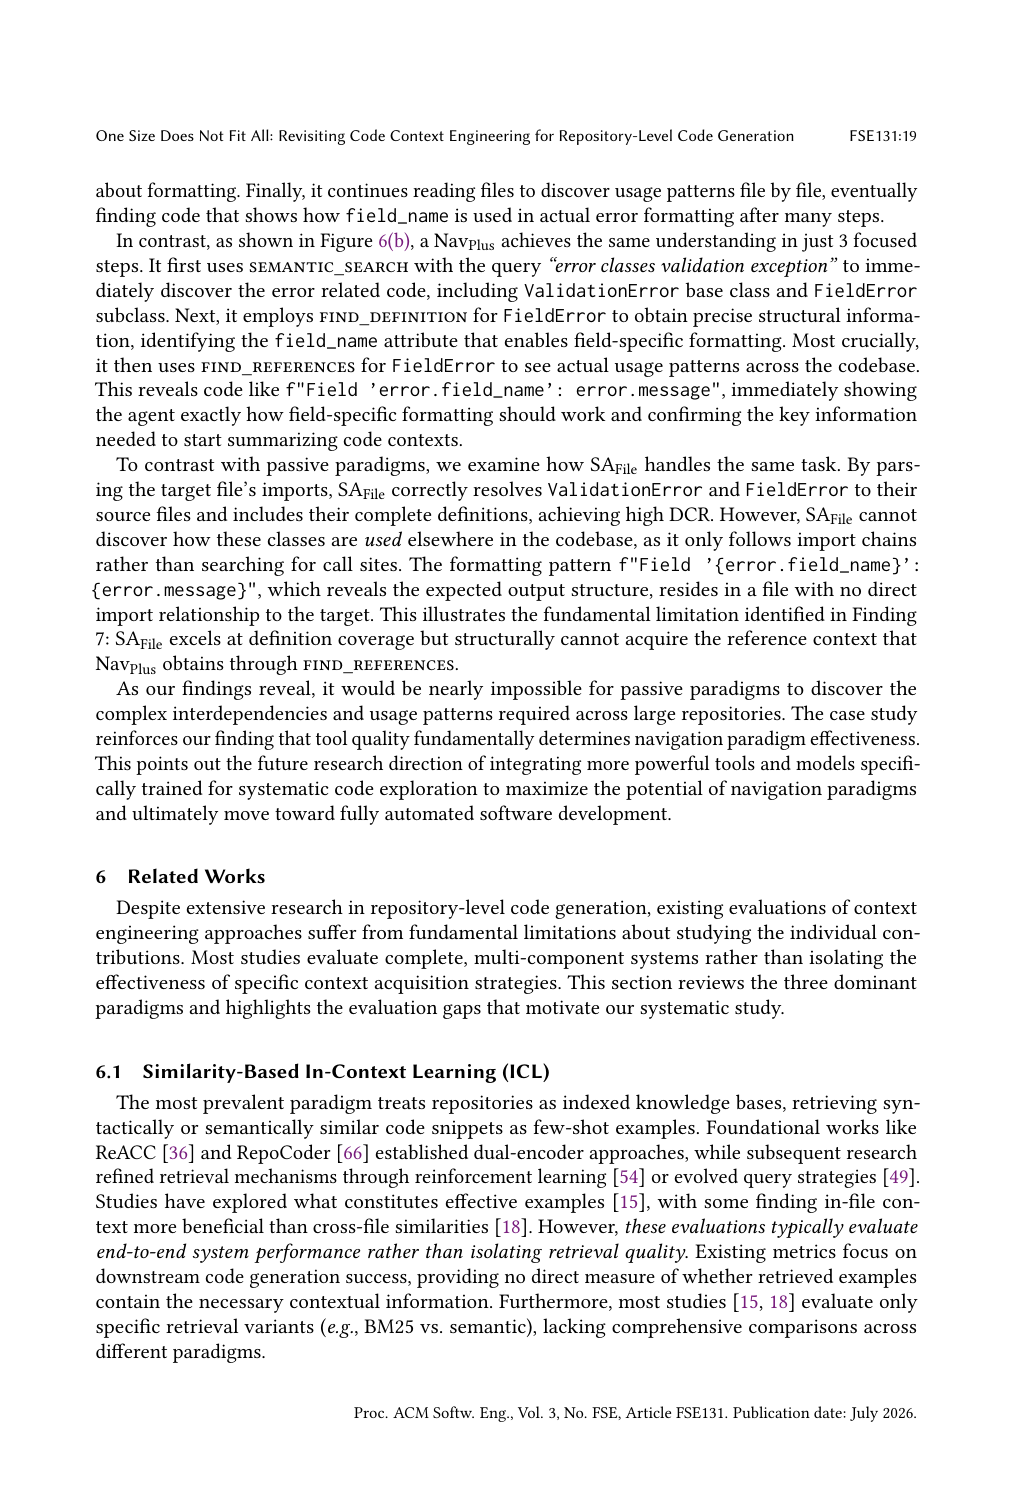 One Size Does Not Fit All: Revisiting Code Context Engineering for Repository-Level Code Generation FSE131:19
about formatting. Finally, it continues reading files to discover usage patterns file by file, eventually
finding code that shows how field_name is used in actual error formatting after many steps.
In contrast, as shown in Figure 6(b), a NavPlus achieves the same understanding in just 3 focused
steps. It first uses SEMANTIC_SEARCH with the query “error classes validation exception” to imme-
diately discover the error related code, including ValidationError base class and FieldError
subclass. Next, it employs FIND_DEFINITION for FieldError to obtain precise structural informa-
tion, identifying the field_name attribute that enables field-specific formatting. Most crucially,
it then uses FIND_REFERENCES for FieldError to see actual usage patterns across the codebase.
This reveals code like f"Field ’error.field_name’: error.message", immediately showing
the agent exactly how field-specific formatting should work and confirming the key information
needed to start summarizing code contexts.
To contrast with passive paradigms, we examine how SAFile handles the same task. By pars-
ing the target file's imports, SAFile correctly resolves ValidationError and FieldError to their
source files and includes their complete definitions, achieving high DCR. However, SAFile cannot
discover how these classes are used elsewhere in the codebase, as it only follows import chains
rather than searching for call sites. The formatting pattern f"Field ’{error.field_name}’:
{error.message}", which reveals the expected output structure, resides in a file with no direct
import relationship to the target. This illustrates the fundamental limitation identified in Finding
7: SAFile excels at definition coverage but structurally cannot acquire the reference context that
NavPlus obtains through FIND_REFERENCES.
As our findings reveal, it would be nearly impossible for passive paradigms to discover the
complex interdependencies and usage patterns required across large repositories. The case study
reinforces our finding that tool quality fundamentally determines navigation paradigm effectiveness.
This points out the future research direction of integrating more powerful tools and models specifi-
cally trained for systematic code exploration to maximize the potential of navigation paradigms
and ultimately move toward fully automated software development.
6 Related Works
Despite extensive research in repository-level code generation, existing evaluations of context
engineering approaches suffer from fundamental limitations about studying the individual con-
tributions. Most studies evaluate complete, multi-component systems rather than isolating the
effectiveness of specific context acquisition strategies. This section reviews the three dominant
paradigms and highlights the evaluation gaps that motivate our systematic study.
6.1 Similarity-Based In-Context Learning (ICL)
The most prevalent paradigm treats repositories as indexed knowledge bases, retrieving syn-
tactically or semantically similar code snippets as few-shot examples. Foundational works like
ReACC [36] and RepoCoder [66] established dual-encoder approaches, while subsequent research
refined retrieval mechanisms through reinforcement learning [54] or evolved query strategies [49].
Studies have explored what constitutes effective examples [15], with some finding in-file con-
text more beneficial than cross-file similarities [18]. However, these evaluations typically evaluate
end-to-end system performance rather than isolating retrieval quality. Existing metrics focus on
downstream code generation success, providing no direct measure of whether retrieved examples
contain the necessary contextual information. Furthermore, most studies [15, 18] evaluate only
specific retrieval variants (e.g., BM25 vs. semantic), lacking comprehensive comparisons across
different paradigms.
Proc. ACM Softw. Eng., Vol. 3, No. FSE, Article FSE131. Publication date: July 2026.